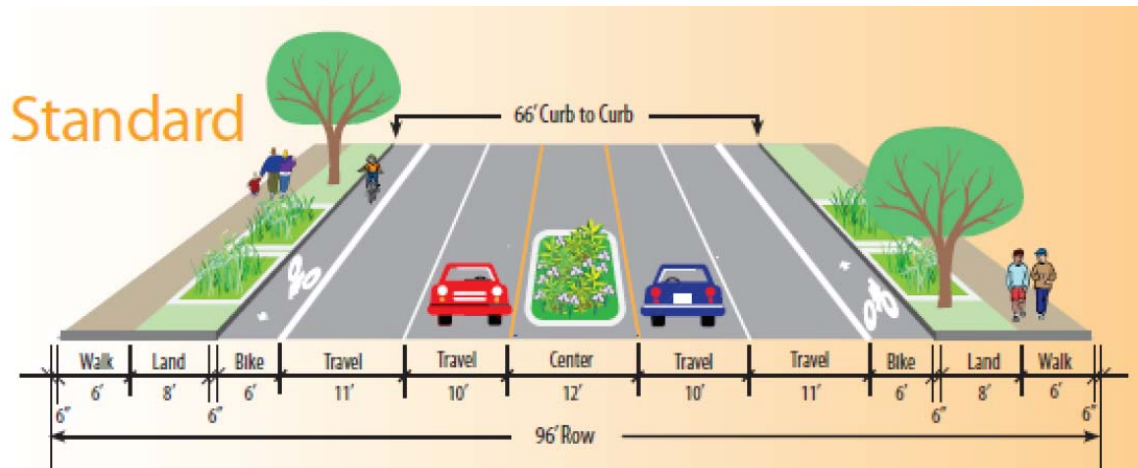 Standard
66' Curb to Curb
Walk Land Bike Travel Travel Center Travel Travel Bike Land Walk
6' 8' 6' 11' 10' 12' 10' 11' 6' 8' 6'
6" 6" 6" 6"
96' Row